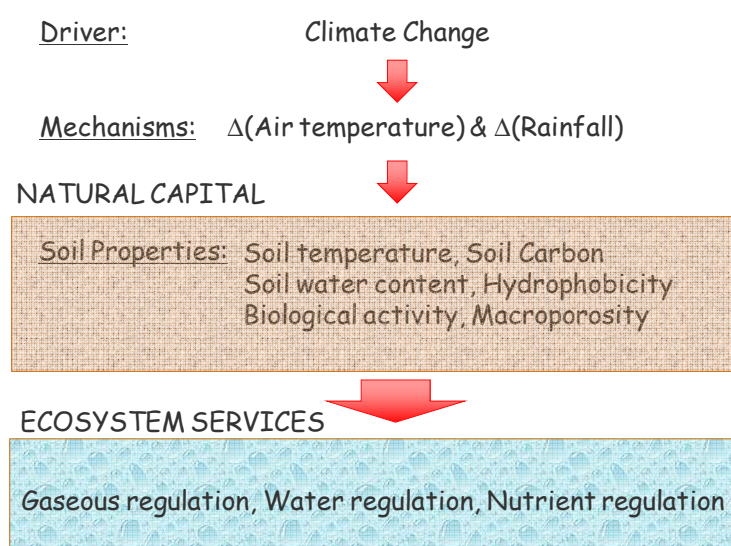 Driver: Climate Change
Mechanisms: Δ(Air temperature) & Δ(Rainfall)
NATURAL CAPITAL
Soil Properties: Soil temperature, Soil Carbon
Soil water content, Hydrophobicity
Biological activity, Macroporosity
ECOSYSTEM SERVICES
Gaseous regulation, Water regulation, Nutrient regulation